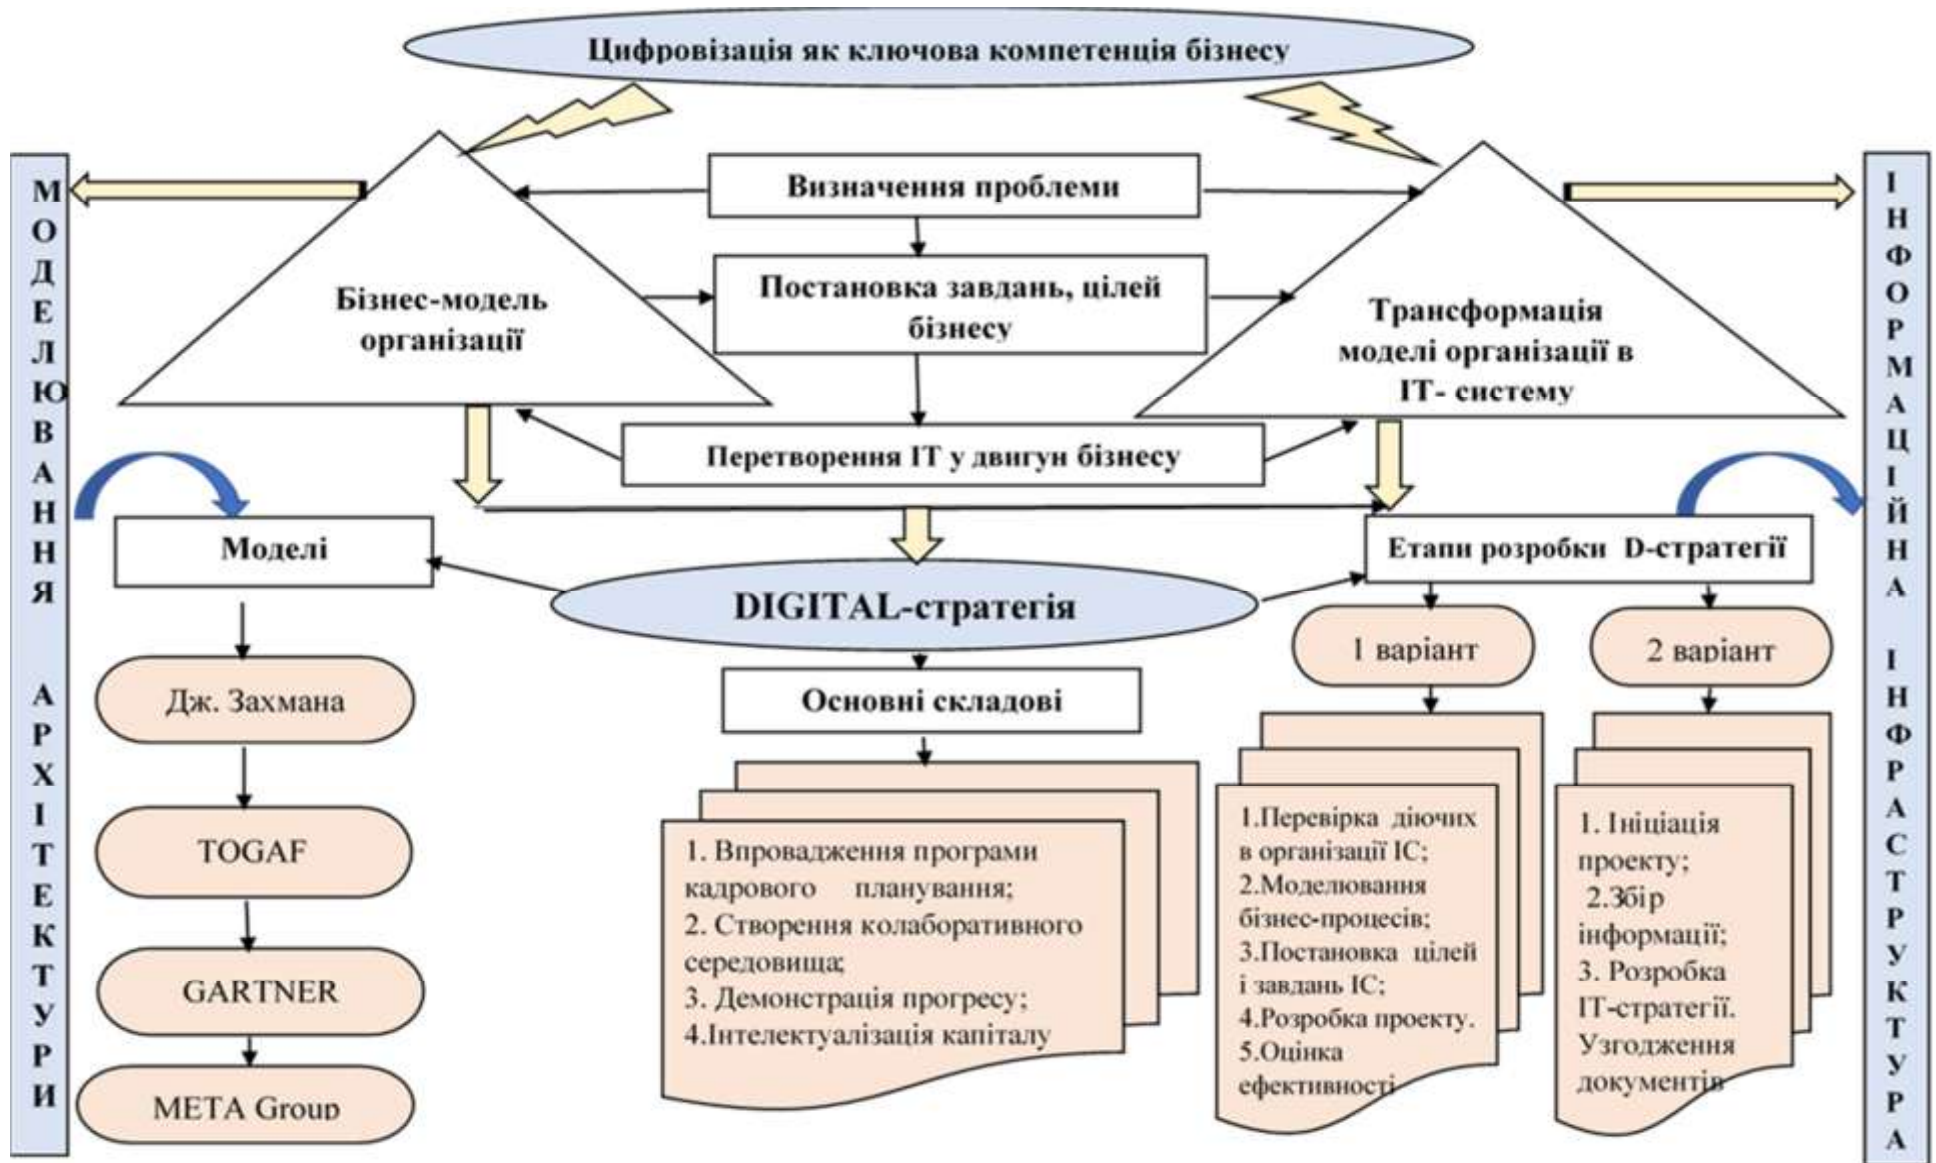 Цифровізація як ключова компетенція бізнесу
МОДЕЛЮВАННЯ АРХІТЕКТУРИ
Визначення проблеми
Бізнес-модель
організації
Постановка завдань, цілей
бізнесу
Трансформація
моделі організації в
ІТ- систему
Перетворення ІТ у двигун бізнесу
ІНФОРМАЦІЙНА ІНФРАСТРУКТУРА
Моделі
Дж. Захмана
TOGAF
GARTNER
META Group
DIGITAL-стратегія
Основні складові
1. Впровадження програми
кадрового планування;
2. Створення колаборативного
середовища;
3. Демонстрація прогресу;
4.Інтелектуалізація капіталу
Етапи розробки D-стратегії
1 варіант
1.Перевірка діючих
в організації ІС;
2.Моделювання
бізнес-процесів;
3.Постановка цілей
і завдань ІС;
4.Розробка проекту.
5.Оцінка
ефективності
2 варіант
1. Ініціація
проекту;
2.Збір
інформації;
3. Розробка
ІТ-стратегії.
Узгодження
документів